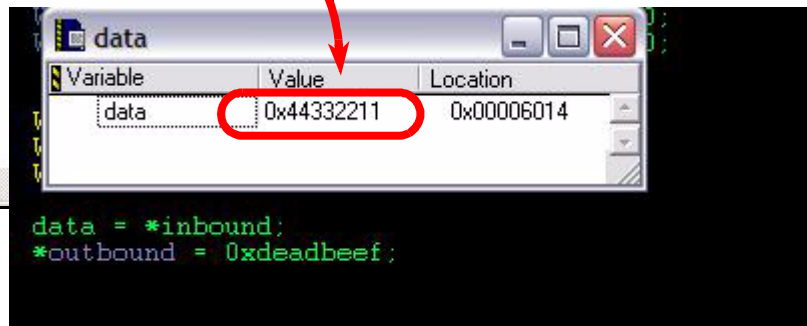 data
Variable Value Location
data 0x44332211 0x00006014
data = *inbound;
*outbound = 0xdeadbeef;